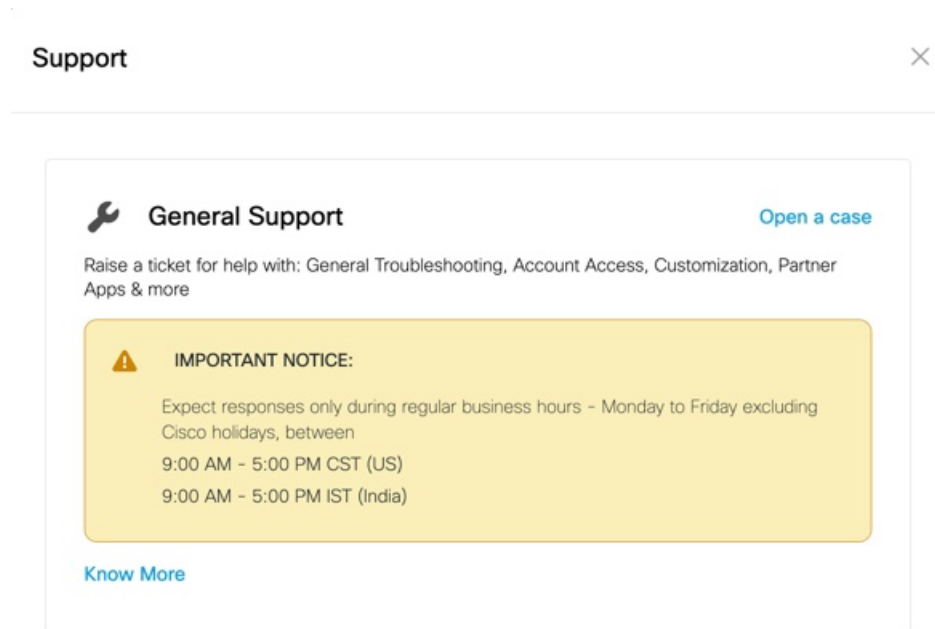 Support
General Support
Open a case
Raise a ticket for help with: General Troubleshooting, Account Access, Customization, Partner
Apps & more
IMPORTANT NOTICE:
Expect responses only during regular business hours - Monday to Friday excluding
Cisco holidays, between
9:00 AM - 5:00 PM CST (US)
9:00 AM - 5:00 PM IST (India)
Know More